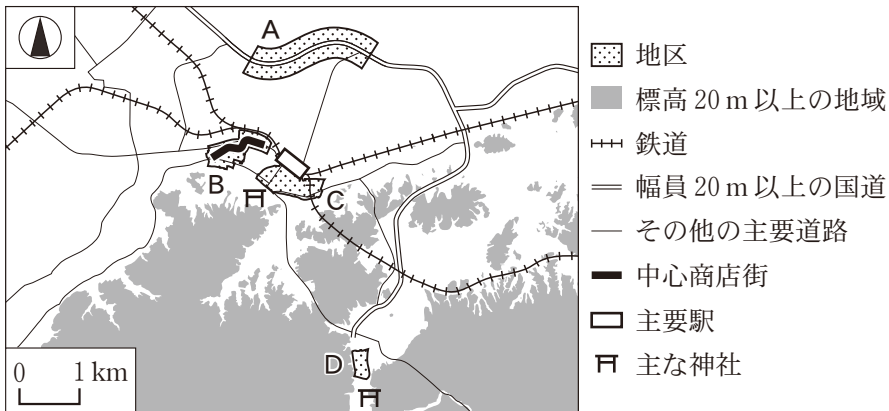 A
B
C
D
0 1 km
地区
標高 20 m 以上の地域
鉄道
幅員 20 m 以上の国道
その他の主要道路
中心商店街
主要駅
主な神社